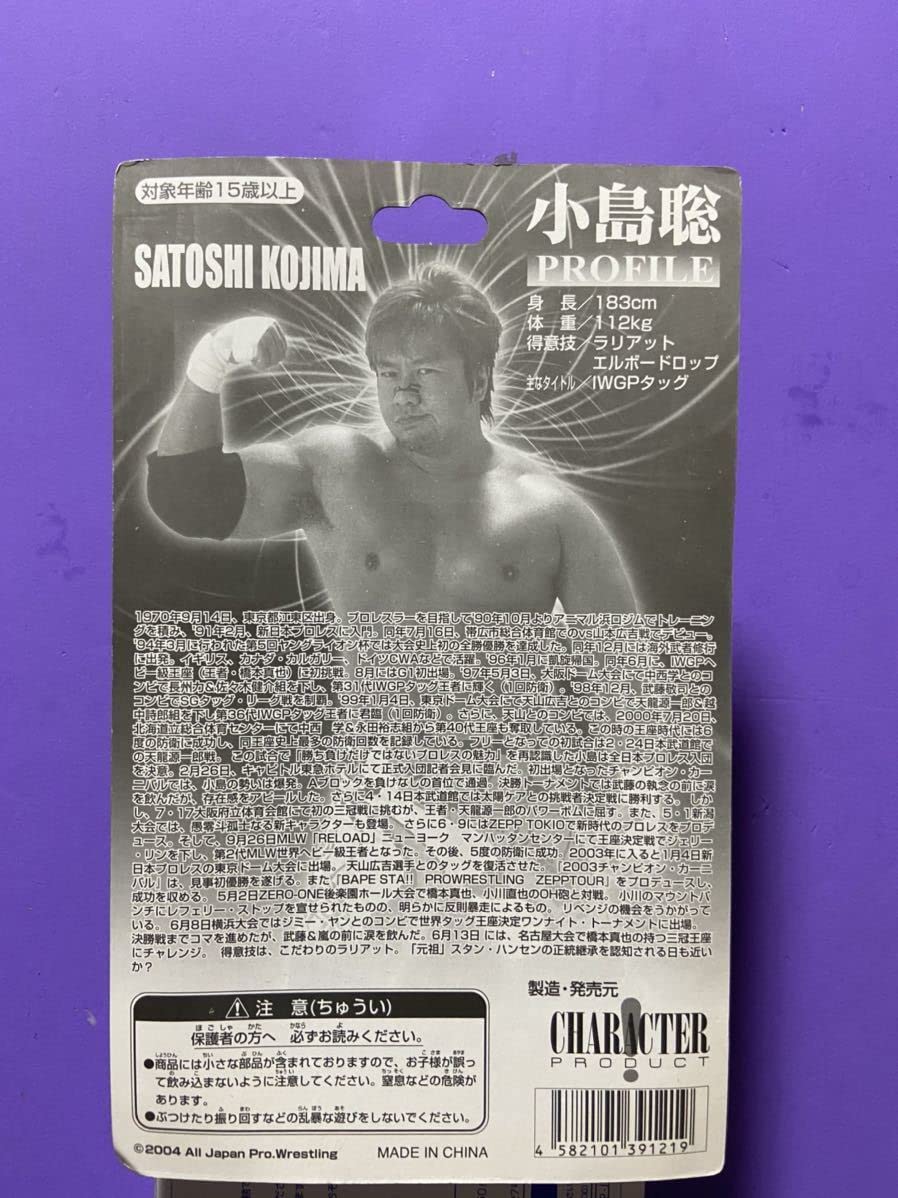 対象年齢15歳以上
SATOSHI KOJIMA
小島聡
PROFILE
身　長／183cm
体　重／112kg
得意技／ラリアット
エルボードロップ
主なタイトル／IWGPタッグ
1970年9月14日、東京都江東区出身。プロレスラーを目指して'90年10月よりアニマル浜口ジムでトレーニン
グを積み、'91年2月、新日本プロレスに入門。同年7月16日、帯広市総合体育館でのvs山本広吉戦でデビュー。
'94年3月に行われた第5回ヤングライオン杯では大会史上初の全勝優勝を達成した。同年12月には海外武者修行
に出発。イギリス、カナダ・カルガリー、ドイツCWAなどで活躍。'96年1月に凱旋帰国。同年6月に、IWGPヘ
ビー級王座（王者・橋本真也）に初挑戦。8月にはG1初出場。'97年5月3日、大阪ドーム大会にて中西学とのコ
ンビで長州力&佐々木健介組を下し、第31代IWGPタッグ王者に輝く（1回防衛）。'98年12月、武藤敬司との
コンビでSGタッグ・リーグ戦を制覇。'99年1月4日、東京ドーム大会にて天山広吉とのコンビで天龍源一郎&越
中詩郎組を下し第36代IWGPタッグ王者に君臨（1回防衛）。さらに、天山とのコンビでは、2000年7月20日、
北海道立総合体育センターにて中西　学&永田裕志組から第40代王座も奪取している。この時の王座時代には6
度の防衛に成功し、同王座史上最多の防衛回数を記録している。フリーとなっての初試合は2・24日本武道館で
の天龍源一郎戦。この試合で「勝ち負けだけではないプロレスの魅力」を再認識した小島は全日本プロレス入団
を決意。2月26日、キャピトル東急ホテルにて正式入団記者会見に臨んだ。初出場となったチャンピオン・カー
ニバルでは、小島の勢いは爆発。Aブロックを負けなしの首位で通過。決勝トーナメントでは武藤の執念の前に涙
を飲んだが、存在感をアピールした。さらに4・14日本武道館では太陽ケアとの挑戦者決定戦に勝利する。しか
し、7・17大阪府立体育会館にて初の三冠戦に挑むが、王者・天龍源一郎のパワーボムに屈す。また、5・1新潟
大会では、愚零斗孤士なる新キャラクターも登場。さらに6・9にはZEPP TOKIOで新時代のプロレスをプロデ
ュース。そして、9月26日MLW「RELOAD」ニューヨーク　マンハッタンセンターにて王座決定戦でジェリー
・リンを下し、第2代MLW世界ヘビー級王者となった。その後、5度の防衛に成功。2003年に入ると1月4日新
日本プロレスの東京ドーム大会に出場。天山広吉選手とのタッグを復活させた。「2003チャンピオン・カーニ
バル」は、見事初優勝を遂げる。また「BAPE STA!!　PROWRESTLING　ZEPPTOUR」をプロデュースし、
成功を収める。5月2日ZERO-ONE後楽園ホール大会で橋本真也、小川直也のOH砲と対戦。小川のマウントパ
ンチにレフェリー・ストップを宣せられたものの、明らかに反則暴走によるもの。リベンジの機会をうかがって
いる。6月8日横浜大会ではジミー・ヤンとのコンビで世界タッグ王座決定ワンナイト・トーナメントに出場。
決勝戦までコマを進めたが、武藤&嵐の前に涙を飲んだ。6月13日には、名古屋大会で橋本真也の持つ三冠王座
にチャレンジ。得意技は、こだわりのラリアット。「元祖」スタン・ハンセンの正統継承を認知される日も近い
か？
⚠注　意(ちゅうい)
保護者の方へ　必ずお読みください。
●商品には小さな部品が含まれておりますので、お子様が誤っ
て飲み込まないように注意してください。窒息などの危険が
あります。
●ぶつけたり振り回すなどの乱暴な遊びをしないでください。
製造・発売元
CHARACTER
PRODUCT
4 582101 391219
©2004 All Japan Pro.Wrestling
MADE IN CHINA